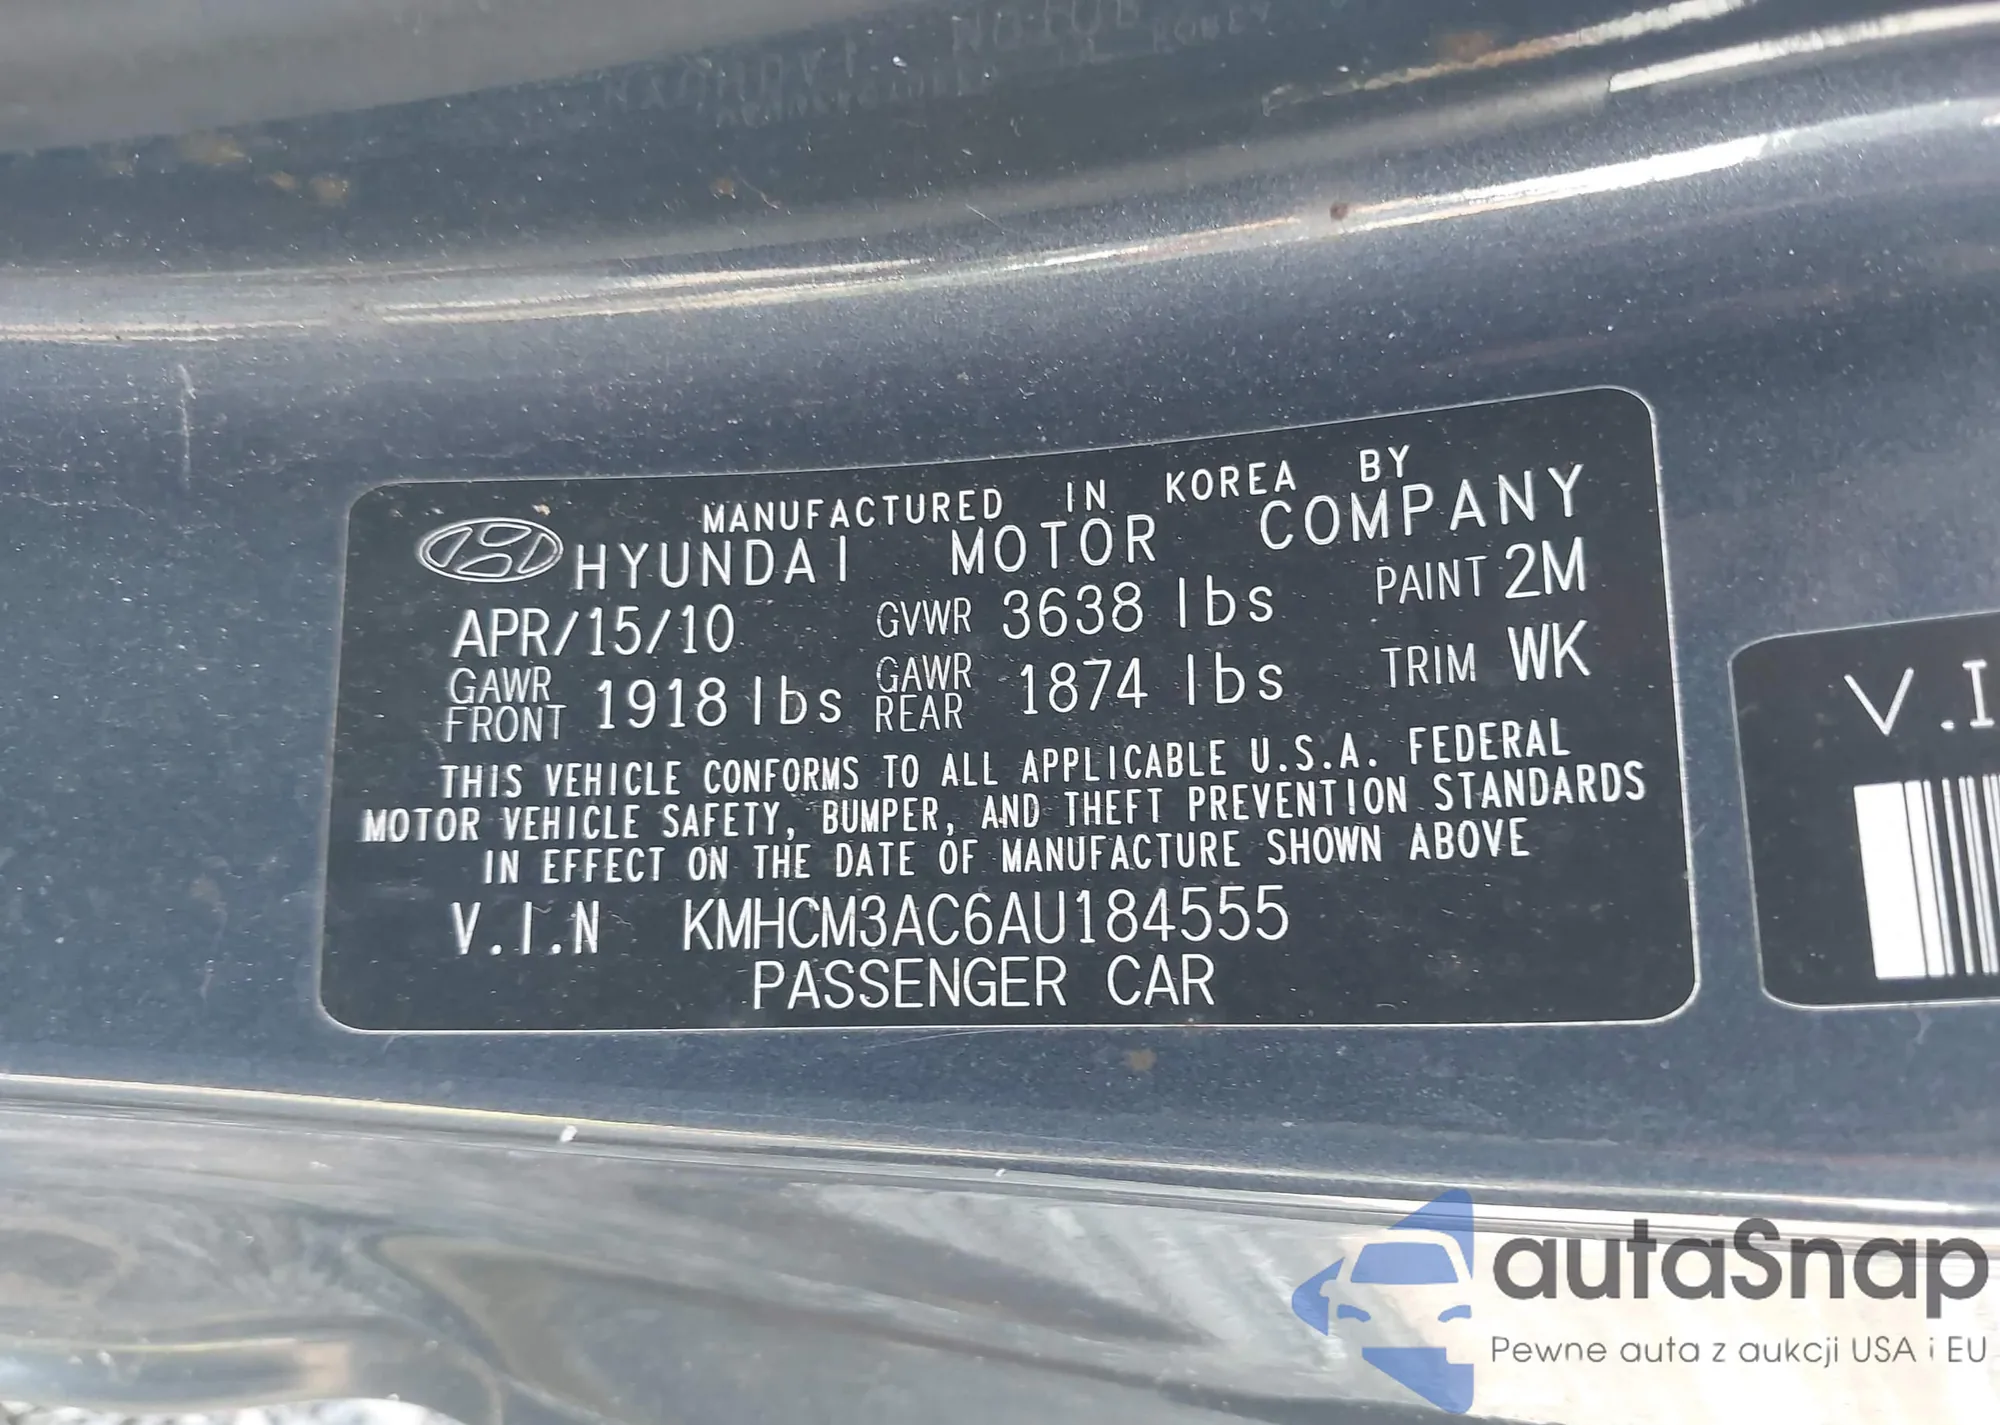 MANUFACTURED IN KOREA BY
HYUNDAI MOTOR COMPANY
APR/15/10 GVWR 3638 lbs PAINT 2M
GAWR FRONT 1918 lbs GAWR REAR 1874 lbs TRIM WK
THIS VEHICLE CONFORMS TO ALL APPLICABLE U.S.A. FEDERAL
MOTOR VEHICLE SAFETY, BUMPER, AND THEFT PREVENTION STANDARDS
IN EFFECT ON THE DATE OF MANUFACTURE SHOWN ABOVE
V.I.N KMHCM3AC6AU184555
PASSENGER CAR
V.I
autaSnap
Pewne auta z aukcji USA i EU